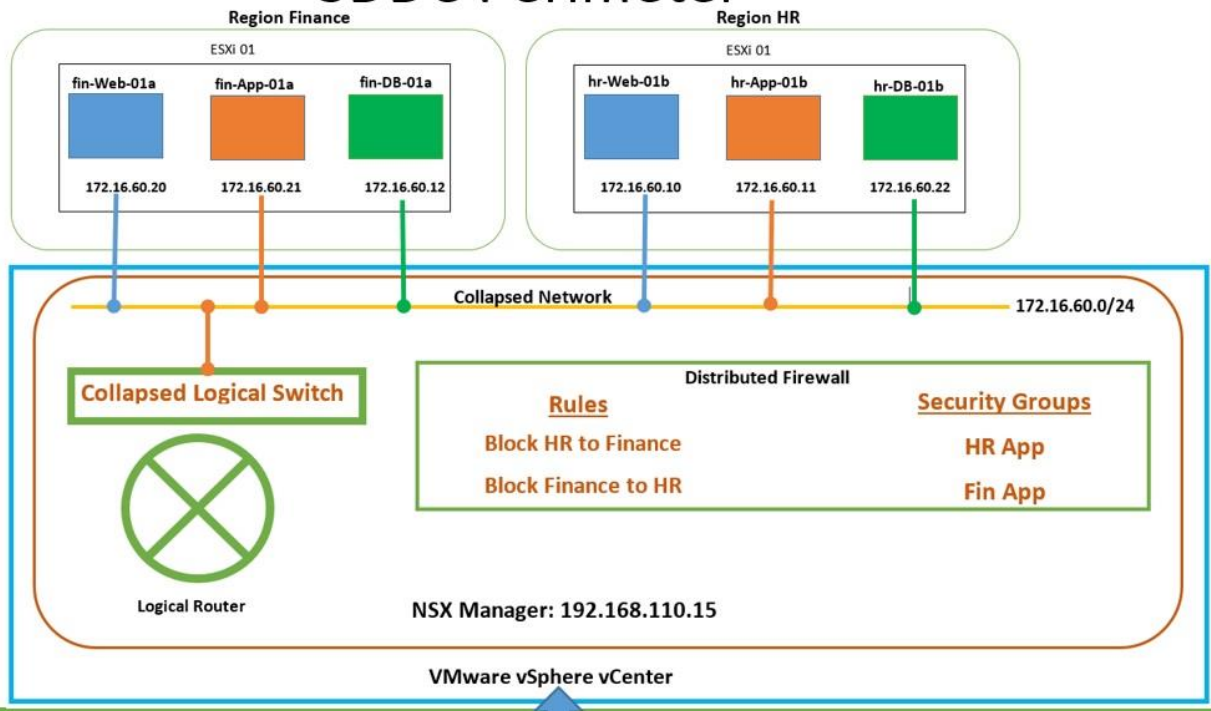 Region Finance
Region HR
ESXi 01
ESXi 01
fin-Web-01a
fin-App-01a
fin-DB-01a
hr-Web-01b
hr-App-01b
hr-DB-01b
172.16.60.20
172.16.60.21
172.16.60.12
172.16.60.10
172.16.60.11
172.16.60.22
Collapsed Network
172.16.60.0/24
Collapsed Logical Switch
Distributed Firewall
Rules
Security Groups
Block HR to Finance
HR App
Block Finance to HR
Fin App
Logical Router
NSX Manager: 192.168.110.15
VMware vSphere vCenter